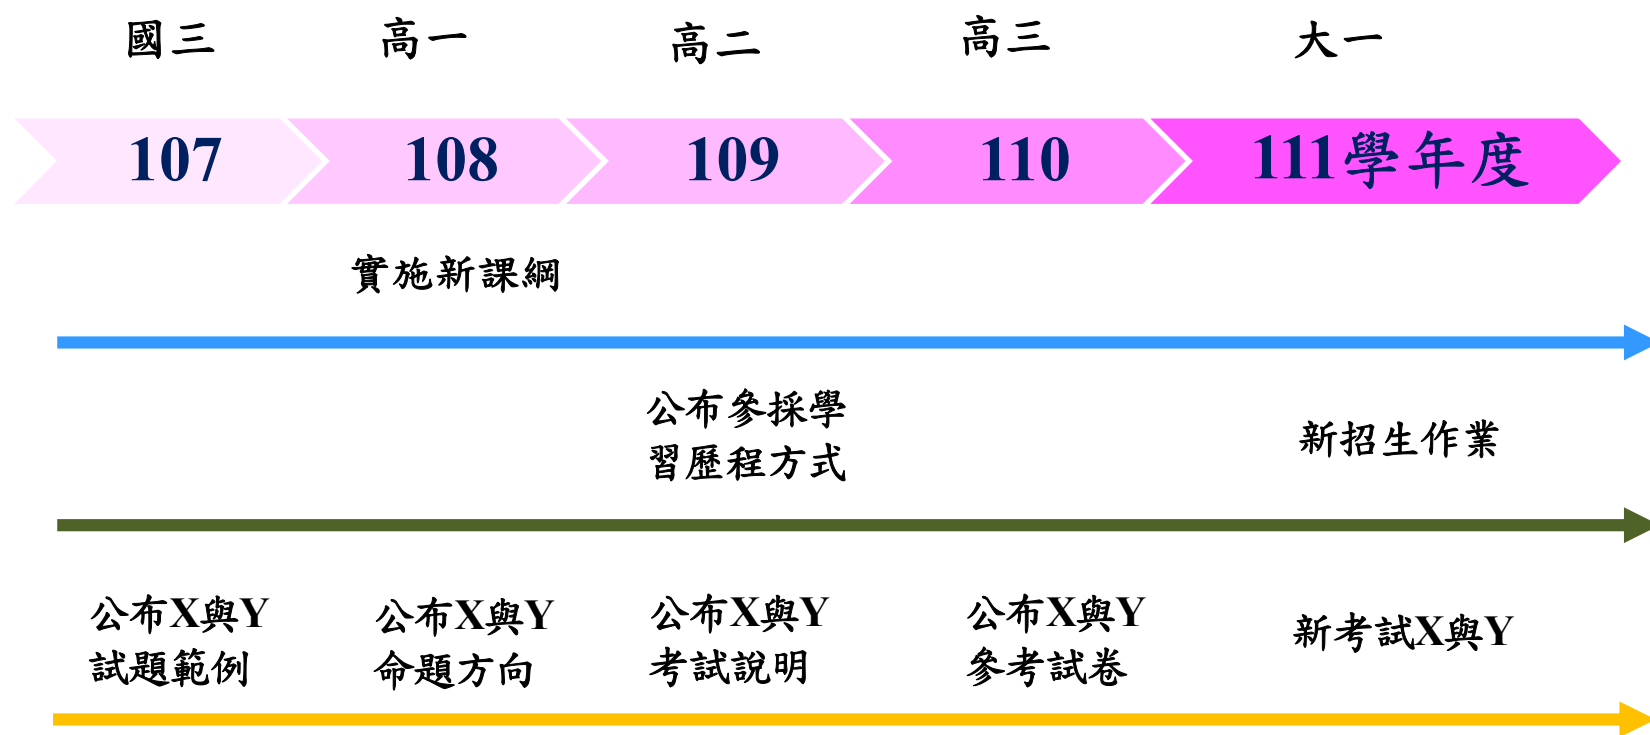 國三 高一 高二 高三 大一
107 108 109 110 111學年度
實施新課綱
公布參採學
習歷程方式
新招生作業
公布X與Y
試題範例
公布X與Y
命題方向
公布X與Y
考試說明
公布X與Y
參考試卷
新考試X與Y